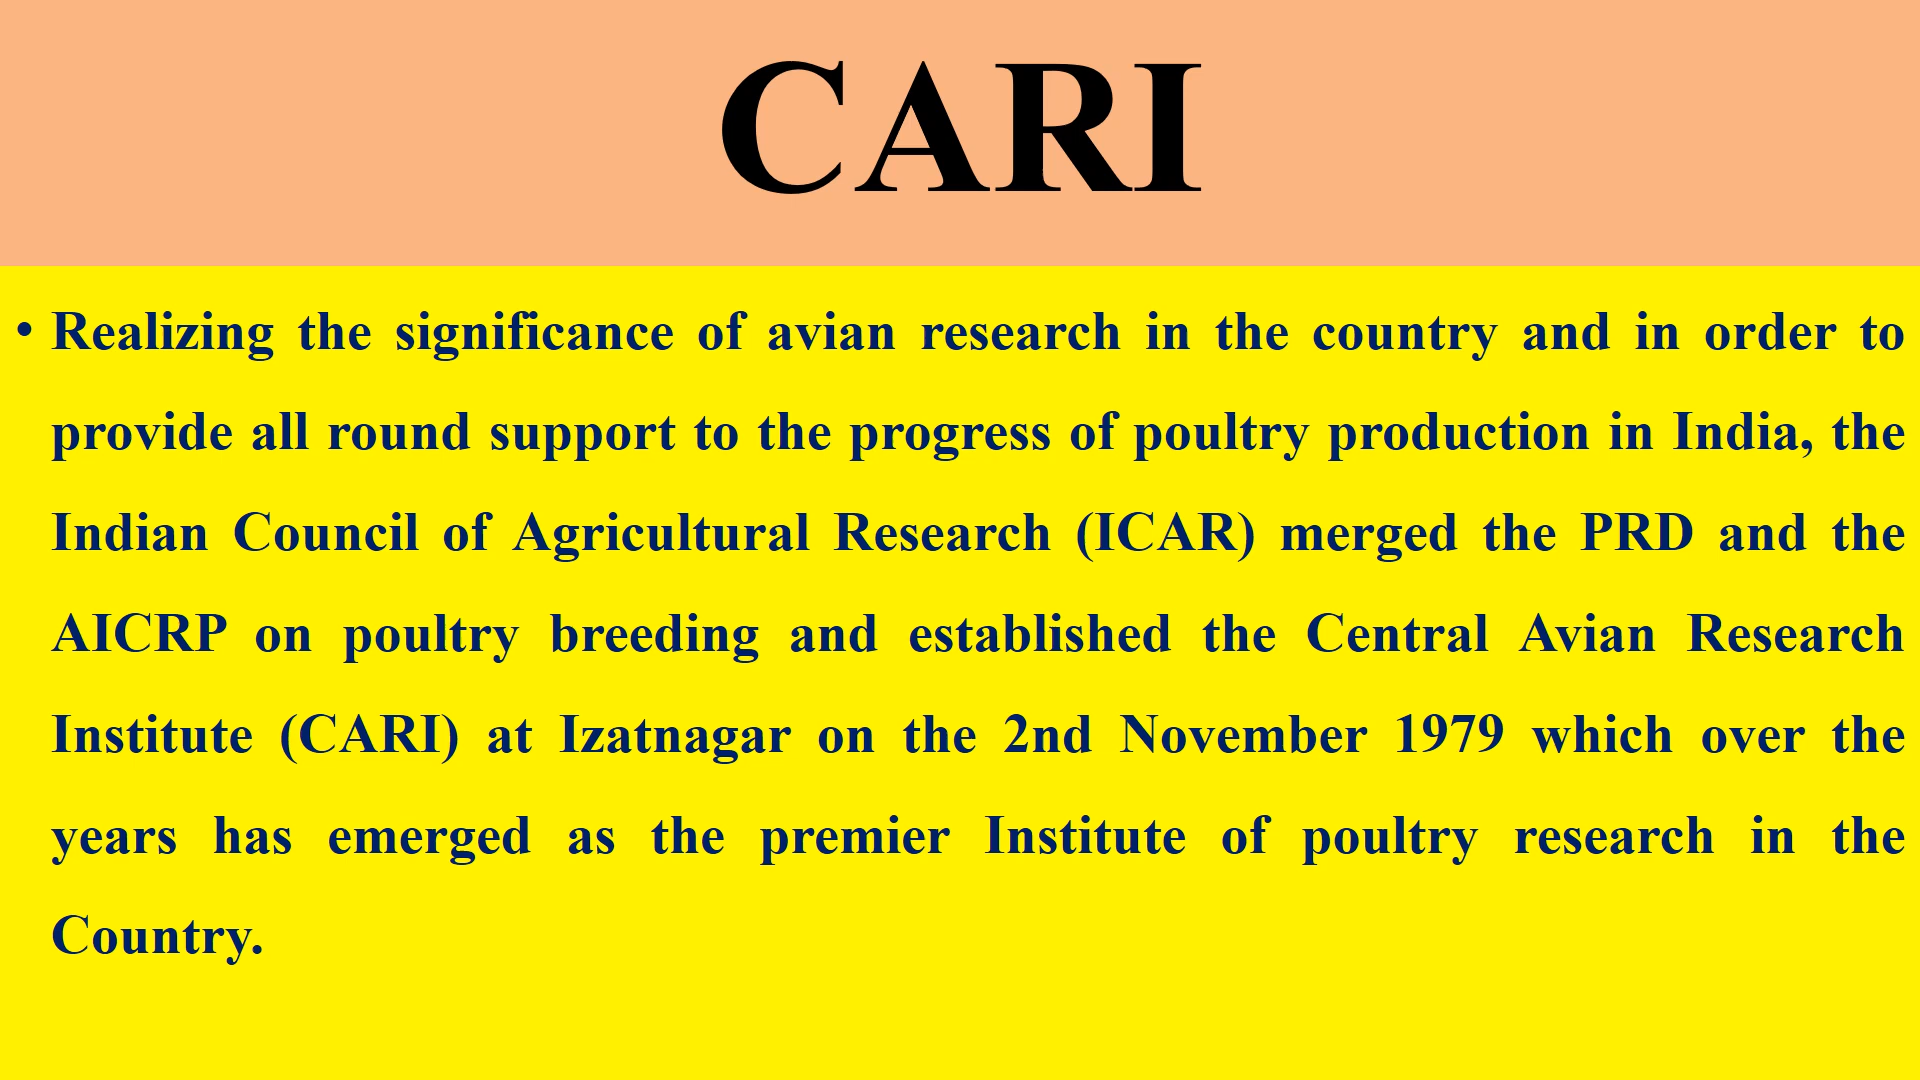 CARI
• Realizing the significance of avian research in the country and in order to
provide all round support to the progress of poultry production in India, the
Indian Council of Agricultural Research (ICAR) merged the PRD and the
AICRP on poultry breeding and established the Central Avian Research
Institute (CARI) at Izatnagar on the 2nd November 1979 which over the
years has emerged as the premier Institute of poultry research in the
Country.